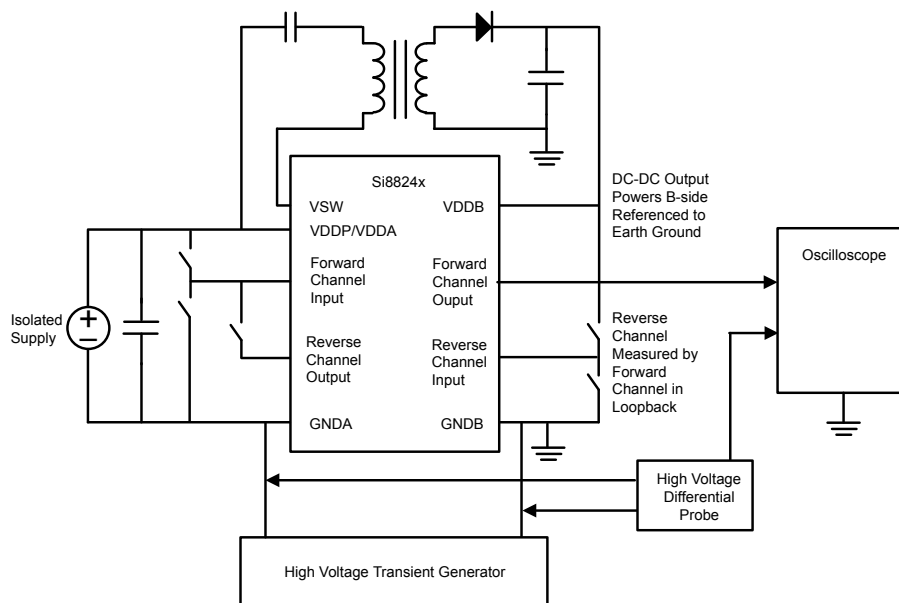 Si8824x
VSW
VDDB
VDDP/VDDA
Forward
Channel
Input
Forward
Channel
Ouput
Reverse
Channel
Output
Reverse
Channel
Input
GNDA
GNDB
Isolated
Supply
DC-DC Output
Powers B-side
Referenced to
Earth Ground
Reverse
Channel
Measured by
Forward
Channel in
Loopback
Oscilloscope
High Voltage
Differential
Probe
High Voltage Transient Generator